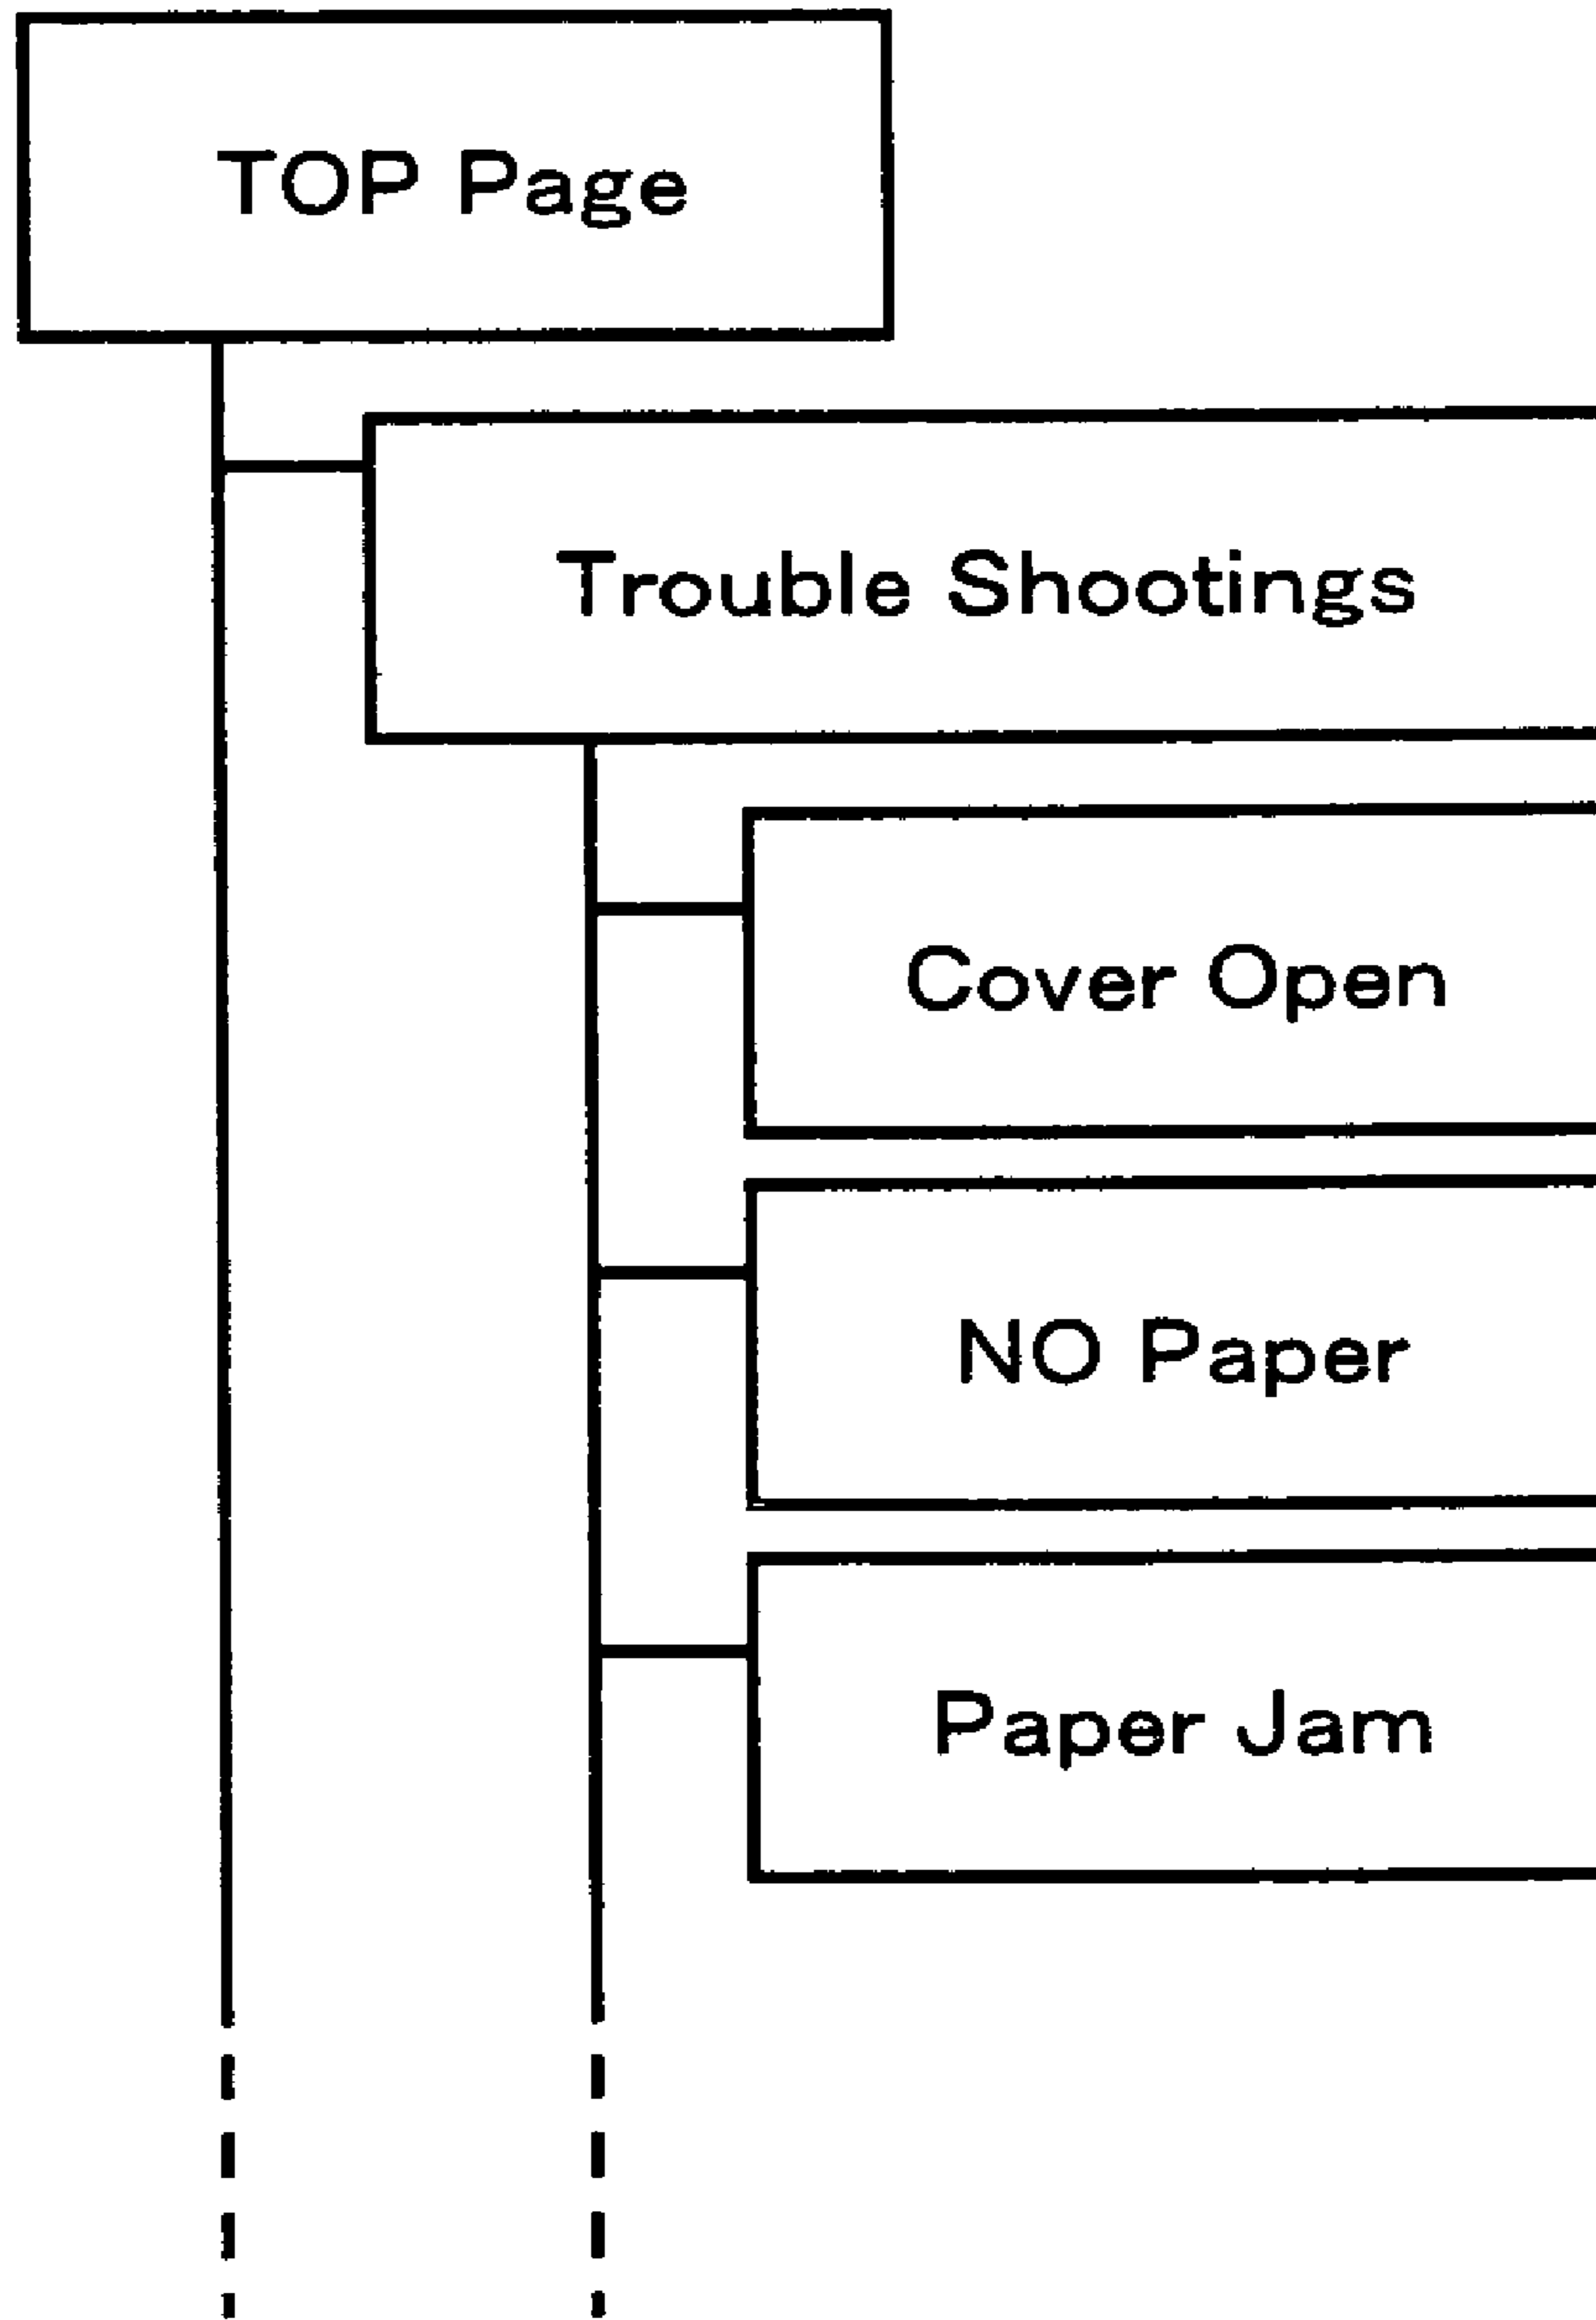 TOP Page
Trouble Shootings
Cover Open
NO Paper
Paper Jam